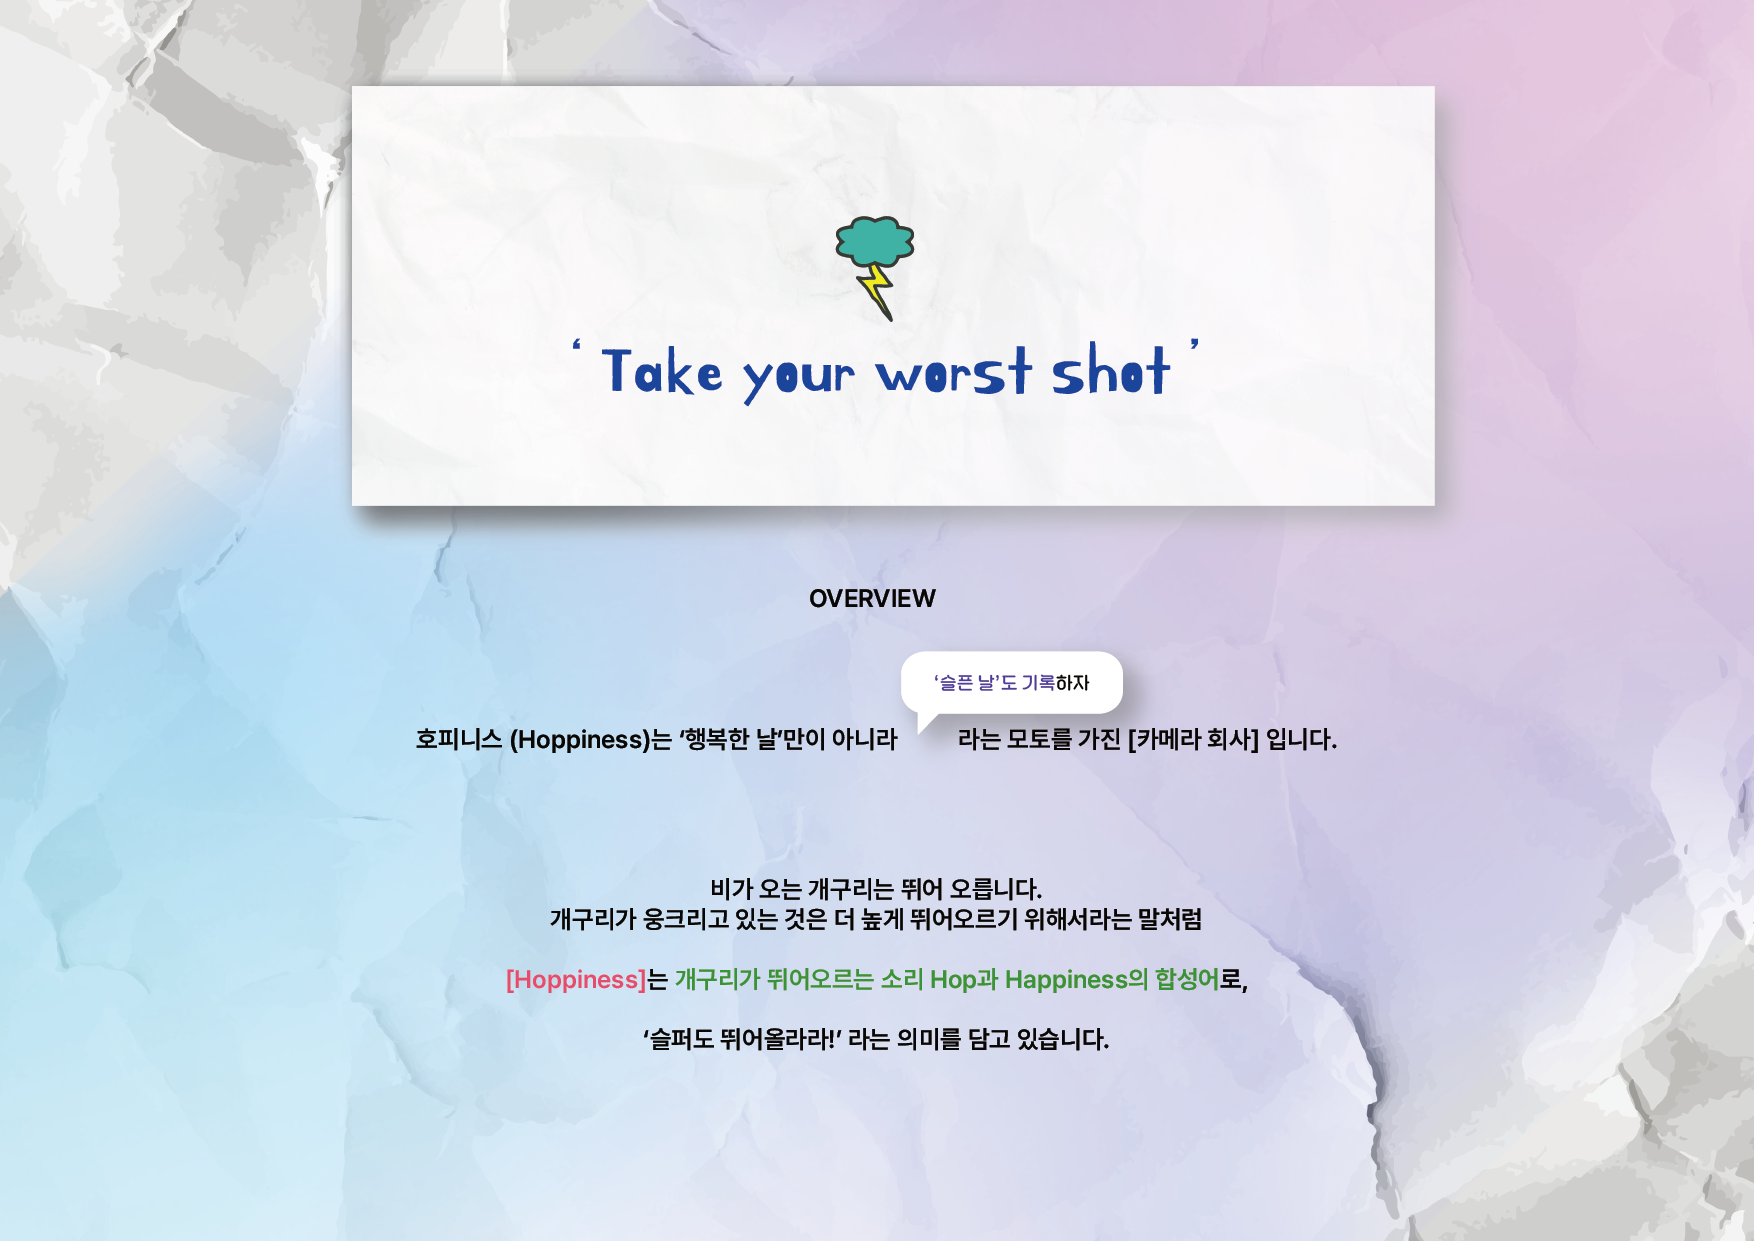 ‘ Take your worst shot ’
OVERVIEW
‘슬픈 날’도 기록하자
호피니스 (Hoppiness)는 ‘행복한 날’만이 아니라 라는 모토를 가진 [카메라 회사] 입니다.
비가 오는 개구리는 뛰어 오릅니다.
개구리가 웅크리고 있는 것은 더 높게 뛰어오르기 위해서라는 말처럼
[Hoppiness]는 개구리가 뛰어오르는 소리 Hop과 Happiness의 합성어로,
‘슬퍼도 뛰어올라라!’ 라는 의미를 담고 있습니다.